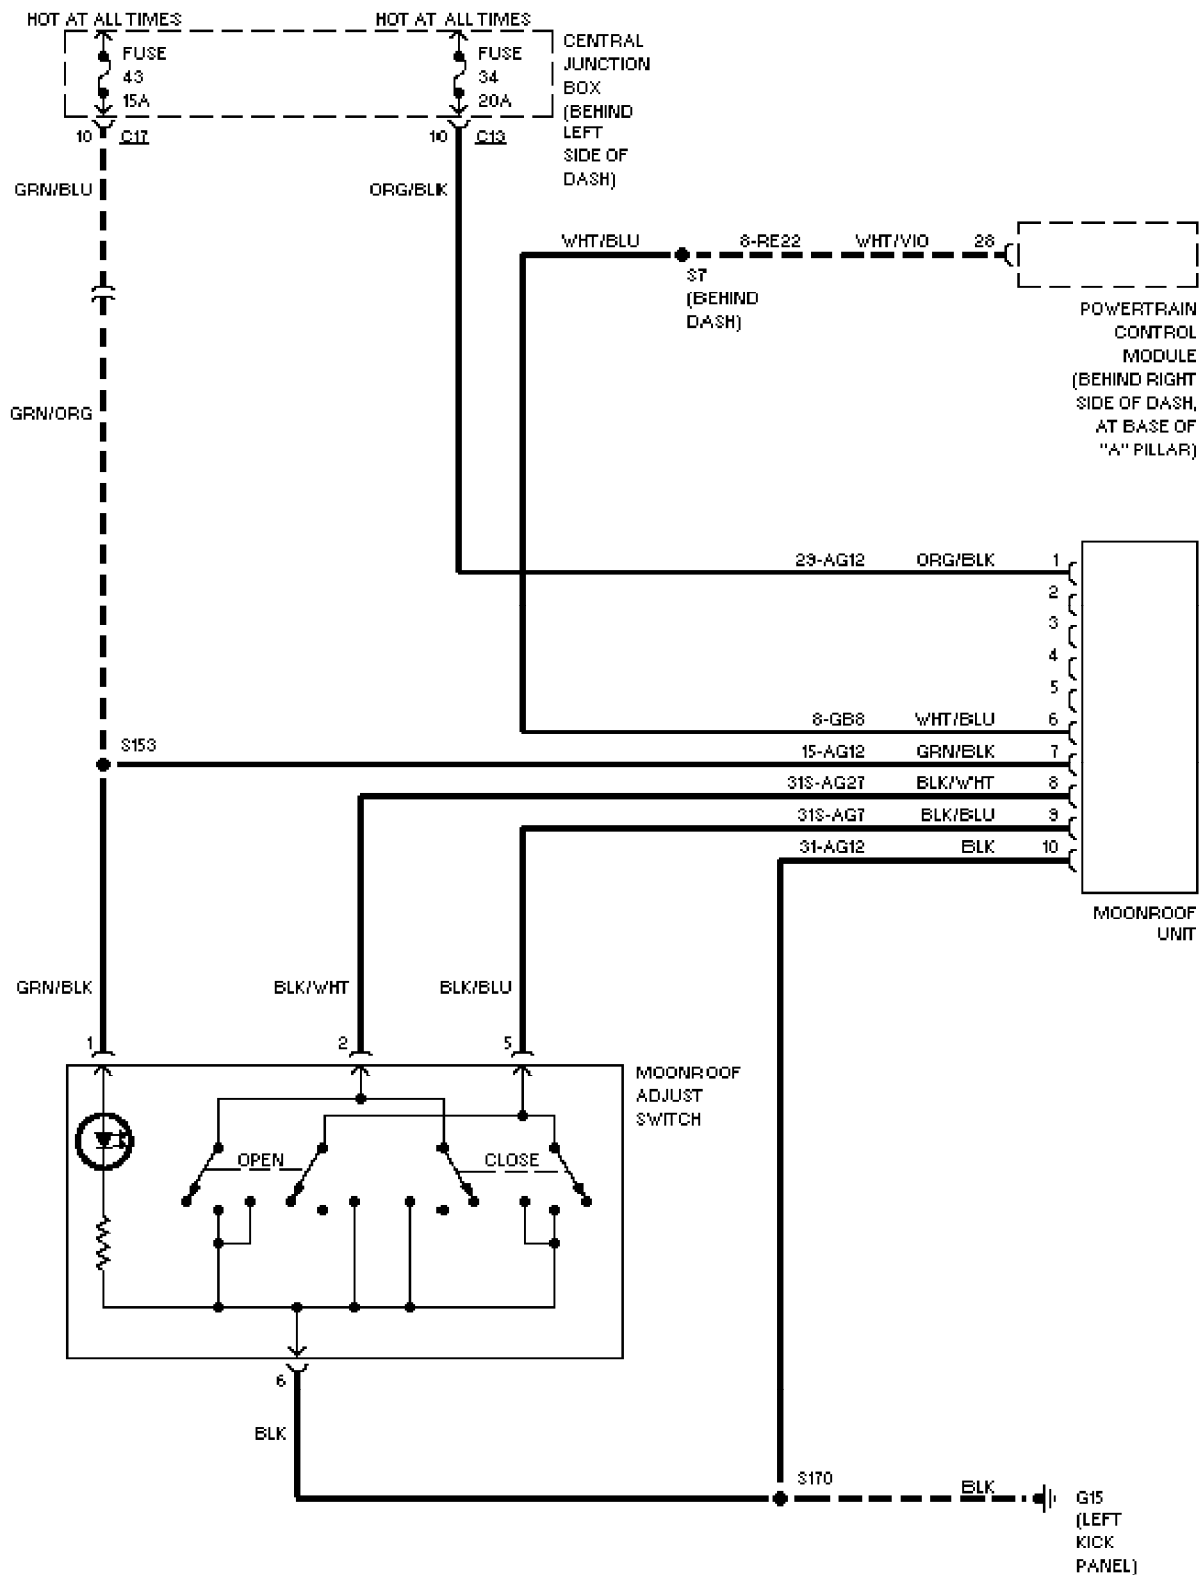 HOT AT ALL TIMES
HOT AT ALL TIMES
FUSE
43
15A
FUSE
34
20A
CENTRAL
JUNCTION
BOX
(BEHIND
LEFT
SIDE OF
DASH)
10
C17
10
C13
GRN/BLU
ORG/BLK
WHT/BLU
8-RE22
WHT/VIO
28
S7
(BEHIND
DASH)
POWERTRAIN
CONTROL
MODULE
(BEHIND RIGHT
SIDE OF DASH,
AT BASE OF
"A" PILLAR)
GRN/ORG
29-AG12 ORG/BLK 1
2
3
4
5
8-GB8 WHT/BLU 6
S153
15-AG12 GRN/BLK 7
31S-AG27 BLK/WHT 8
31S-AG7 BLK/BLU 9
31-AG12 BLK 10
MOONROOF
UNIT
GRN/BLK
BLK/WHT
BLK/BLU
1
2
5
MOONROOF
ADJUST
SWITCH
OPEN
CLOSE
6
BLK
S170
BLK
G15
(LEFT
KICK
PANEL)